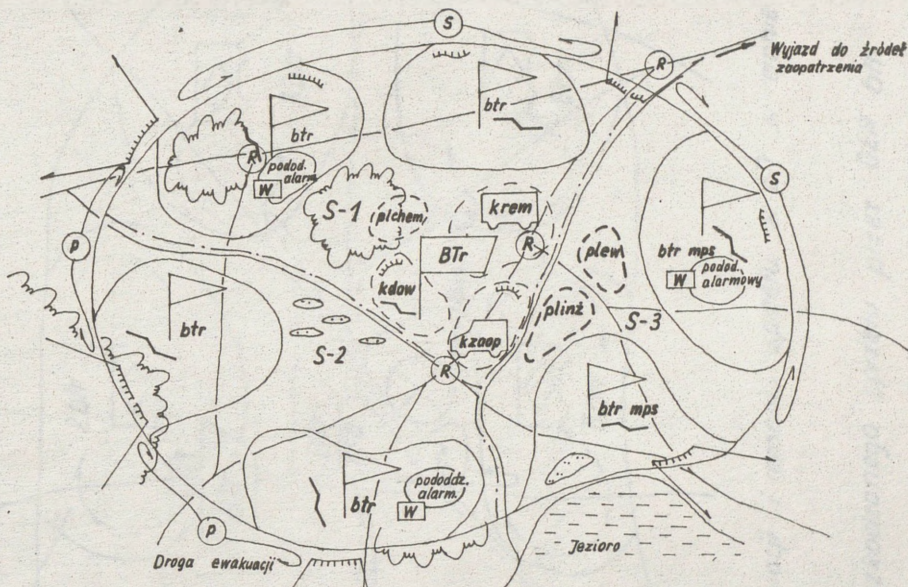 S
R
Wyjazd do źródeł
zaopatrzenia
btr
btr
R
podod.
alarm.
W
S
S-1
plchem
krem
P
BTr
R
plew
btr mps
podod.
alarmowy
W
kdow
btr
plinż
S-3
S-2
kzaop
R
btr mps
pododdz.
alarm.
btr
W
P
Jezioro
Droga ewakuacji